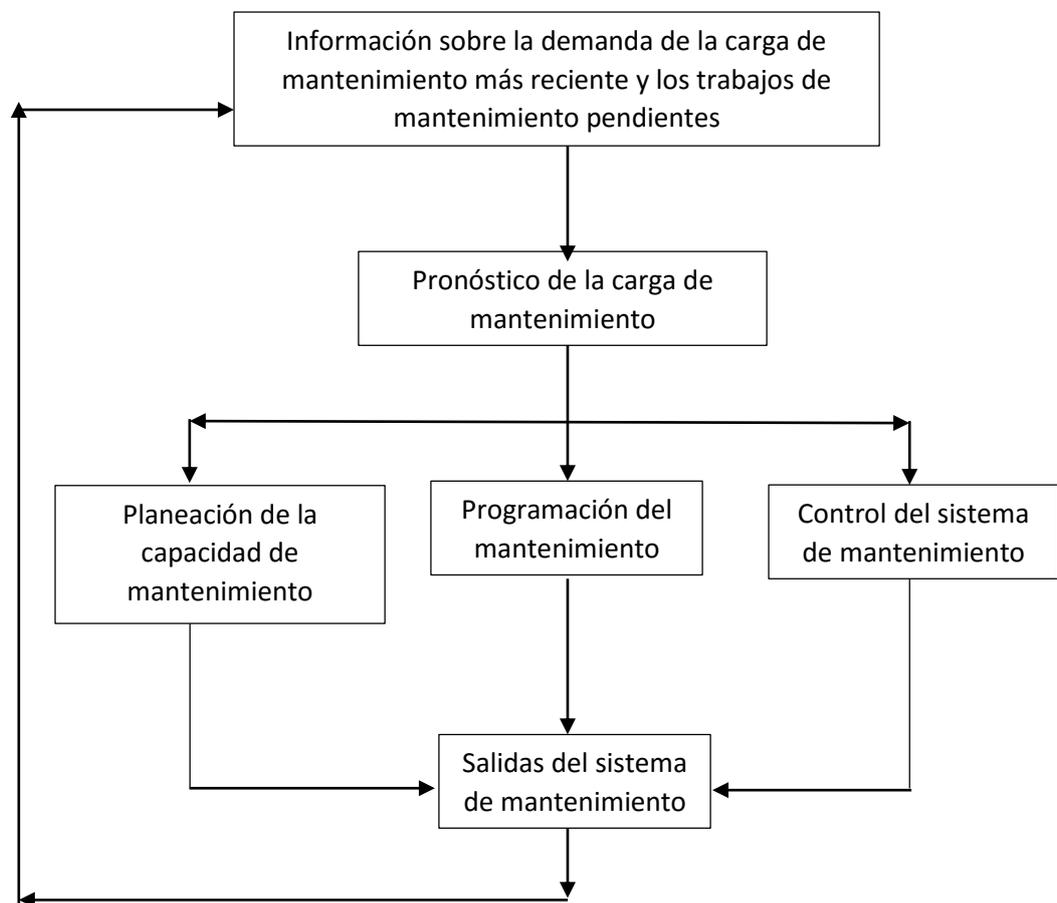 Información sobre la demanda de la carga de
mantenimiento más reciente y los trabajos de
mantenimiento pendientes
Pronóstico de la carga de
mantenimiento
Planeación de la
capacidad de
mantenimiento
Programación del
mantenimiento
Control del sistema
de mantenimiento
Salidas del sistema
de mantenimiento